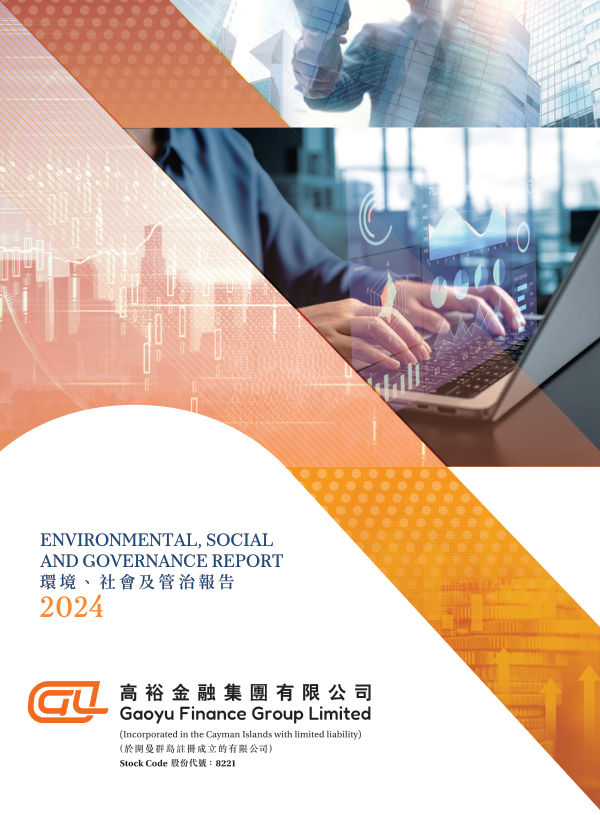 ENVIRONMENTAL, SOCIAL
AND GOVERNANCE REPORT
環境、社會及管治報告
2024
GU
高裕金融集團有限公司
Gaoyu Finance Group Limited
(Incorporated in the Cayman Islands with limited liability)
(於開曼群島註冊成立的有限公司)
Stock Code 股份代號：8221